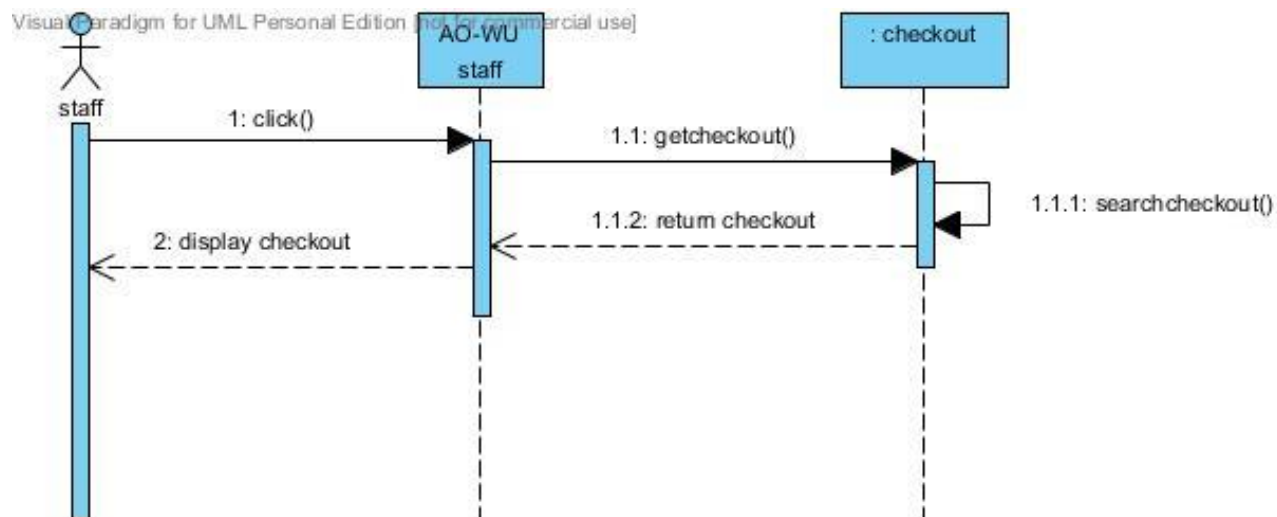 Visual Paradigm for UML Personal Edition [not for commercial use]
AO-WU
staff
: checkout
staff
1: click()
1.1: getcheckout()
1.1.1: searchcheckout()
1.1.2: return checkout
2: display checkout